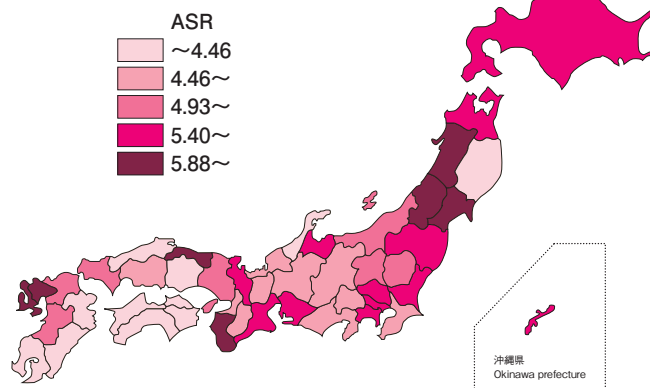 ASR
〜4.46
4.46〜
4.93〜
5.40〜
5.88〜
沖縄県
Okinawa prefecture